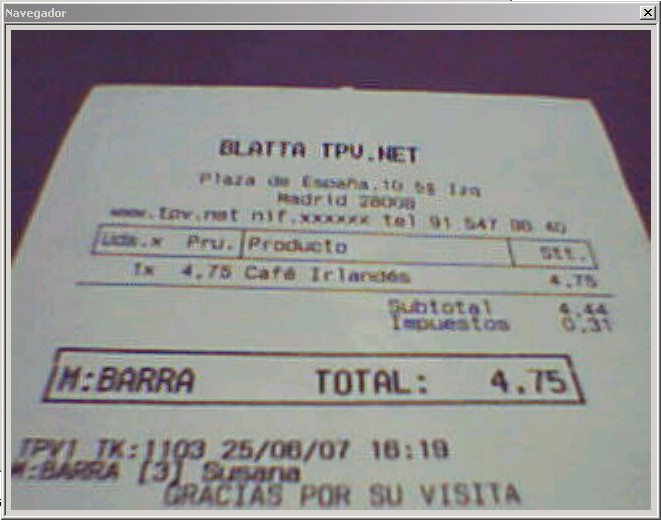 Navegador
BLATTA TPV.NET
Plaza de España,10 5º Izq
Madrid 28008
www.tpv.net nif.xxxxxx tel 91 547 40
Uds.x Pru. Producto Stt.
1x 4,75 Café Irlandés 4,75
Subtotal 4,44
Impuestos 0,31
M:BARRA TOTAL: 4.75
TPV1 TK:1103 25/06/07 16:19
M:BARRA [3] Susana
GRACIAS POR SU VISITA